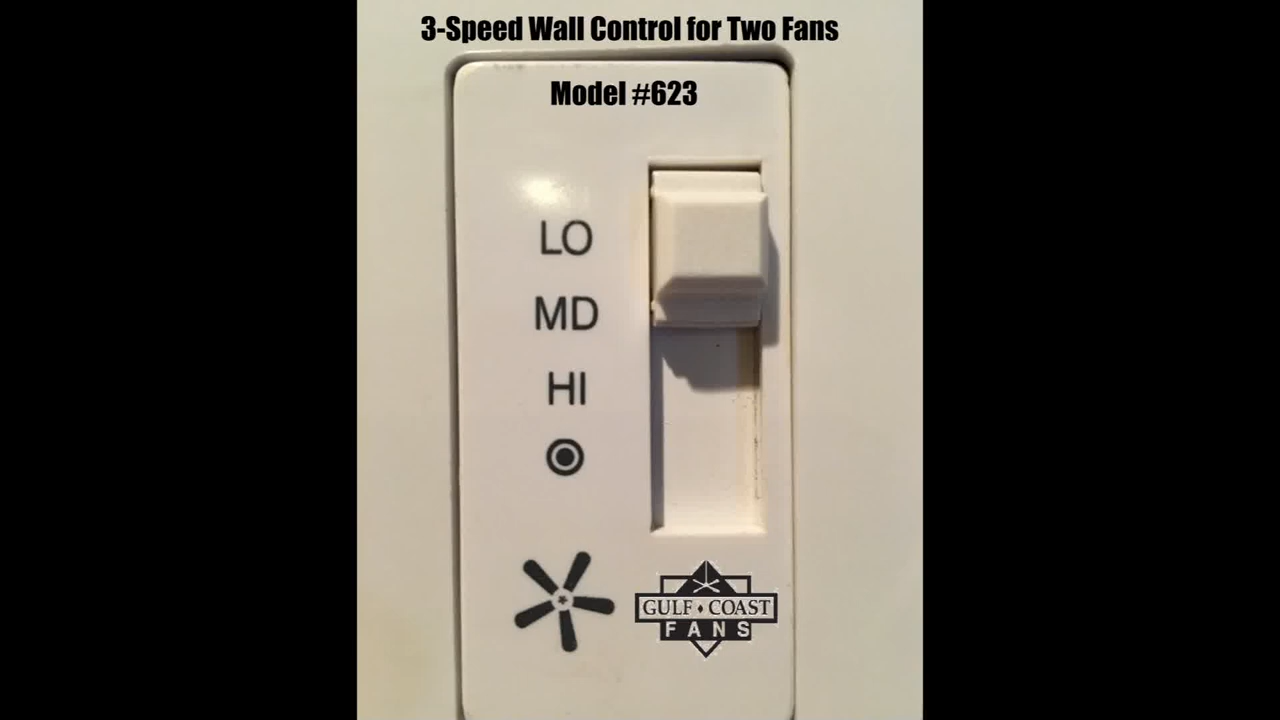 3-Speed Wall Control for Two Fans
Model #623
LO
MD
HI
GULF COAST
FANS